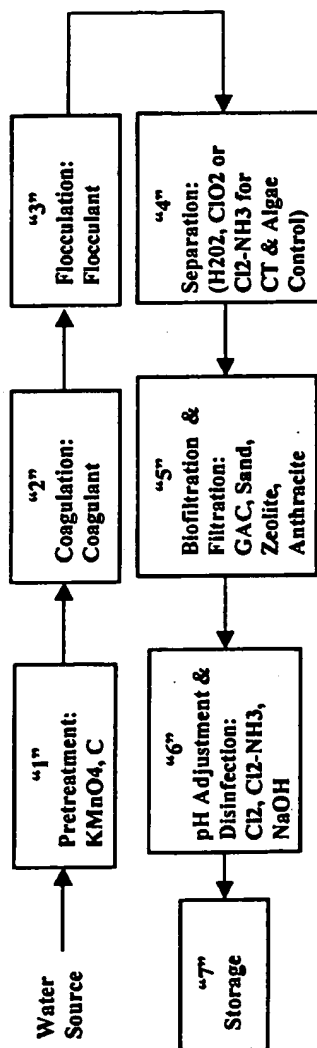 Water
Source
“1”
Pretreatment:
KMnO4, C
“2”
Coagulation:
Coagulant
“3”
Flocculation:
Flocculant
“4”
Separation:
(H202, ClO2 or
Cl2-NH3 for
CT & Algae
Control)
“5”
Biofiltration &
Filtration:
GAC, Sand,
Zeolite,
Anthracite
“6”
pH Adjustment &
Disinfection:
Cl2, Cl2-NH3,
NaOH
“7”
Storage